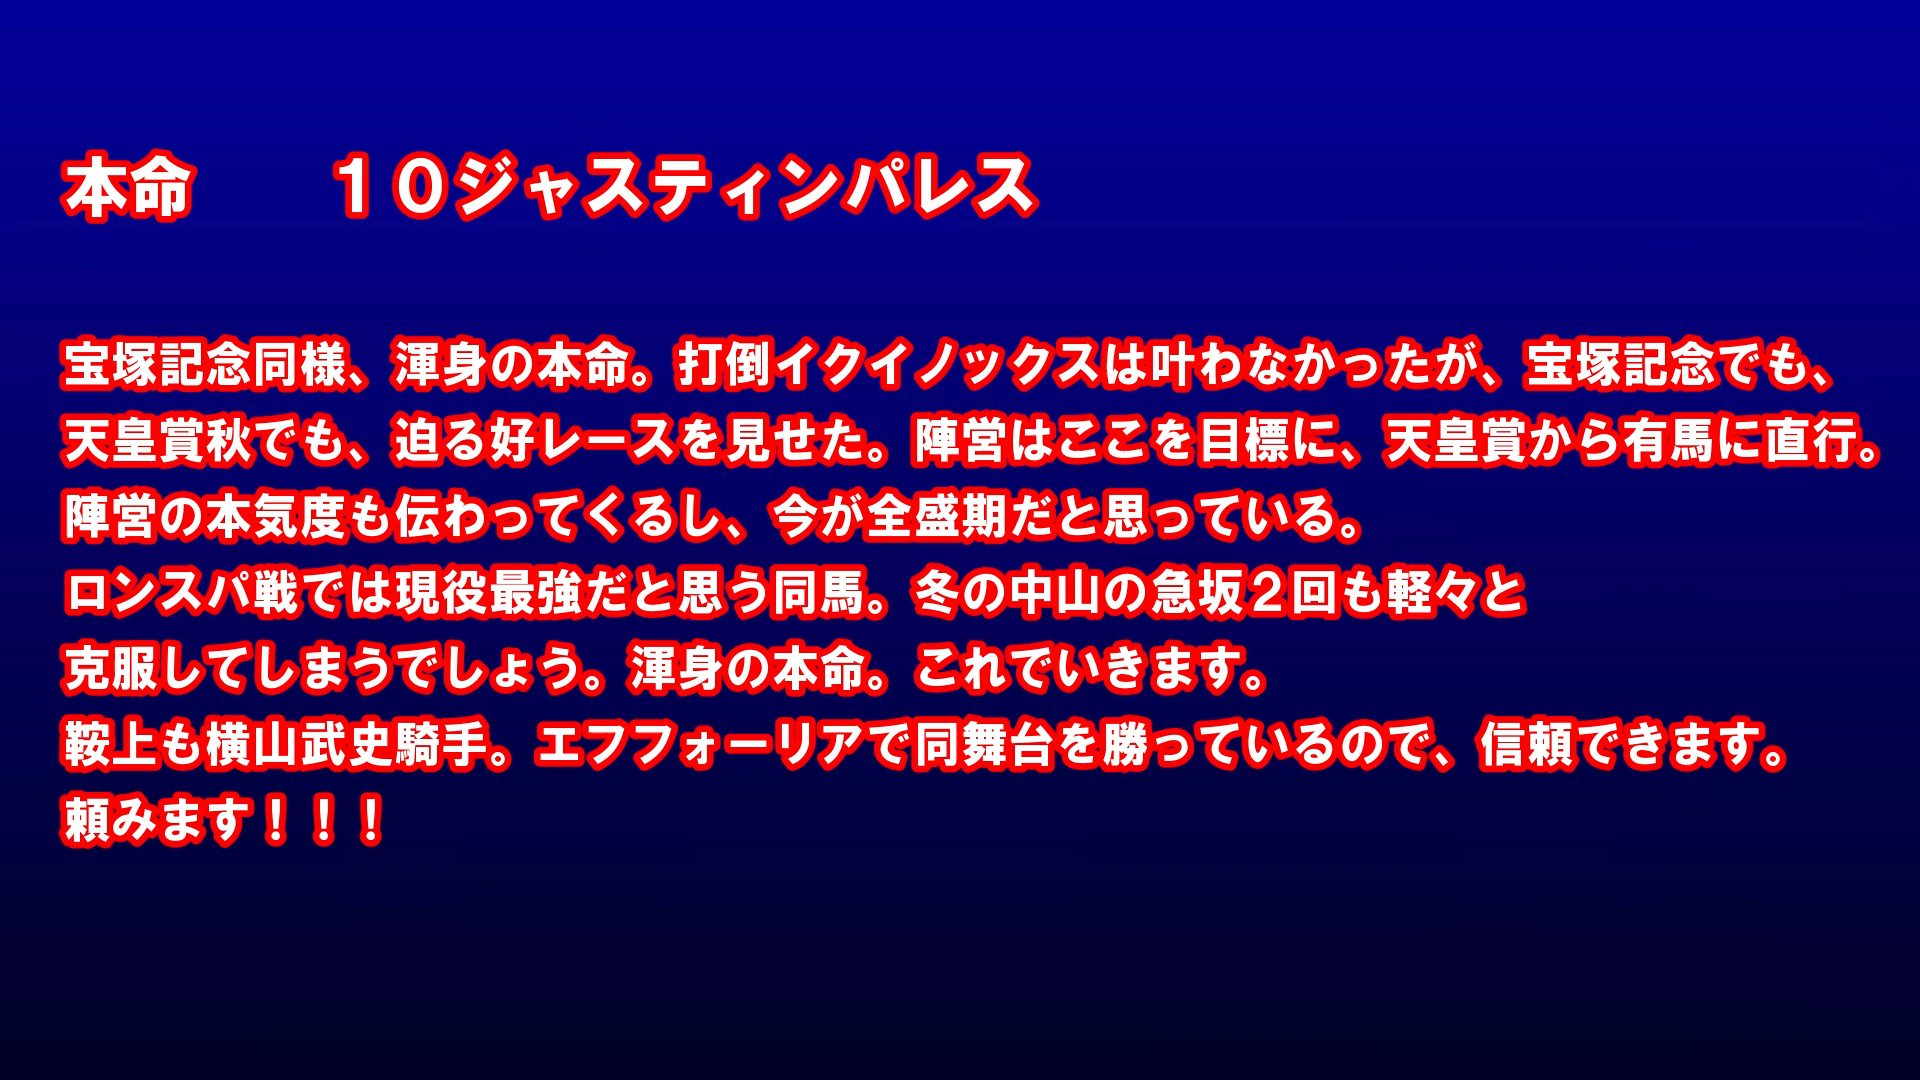 本命　　１０ジャスティンパレス
宝塚記念同様、渾身の本命。打倒イクイノックスは叶わなかったが、宝塚記念でも、
天皇賞秋でも、迫る好レースを見せた。陣営はここを目標に、天皇賞から有馬に直行。
陣営の本気度も伝わってくるし、今が全盛期だと思っている。
ロンスパ戦では現役最強だと思う同馬。冬の中山の急坂２回も軽々と
克服してしまうでしょう。渾身の本命。これでいきます。
鞍上も横山武史騎手。エフフォーリアで同舞台を勝っているので、信頼できます。
頼みます！！！